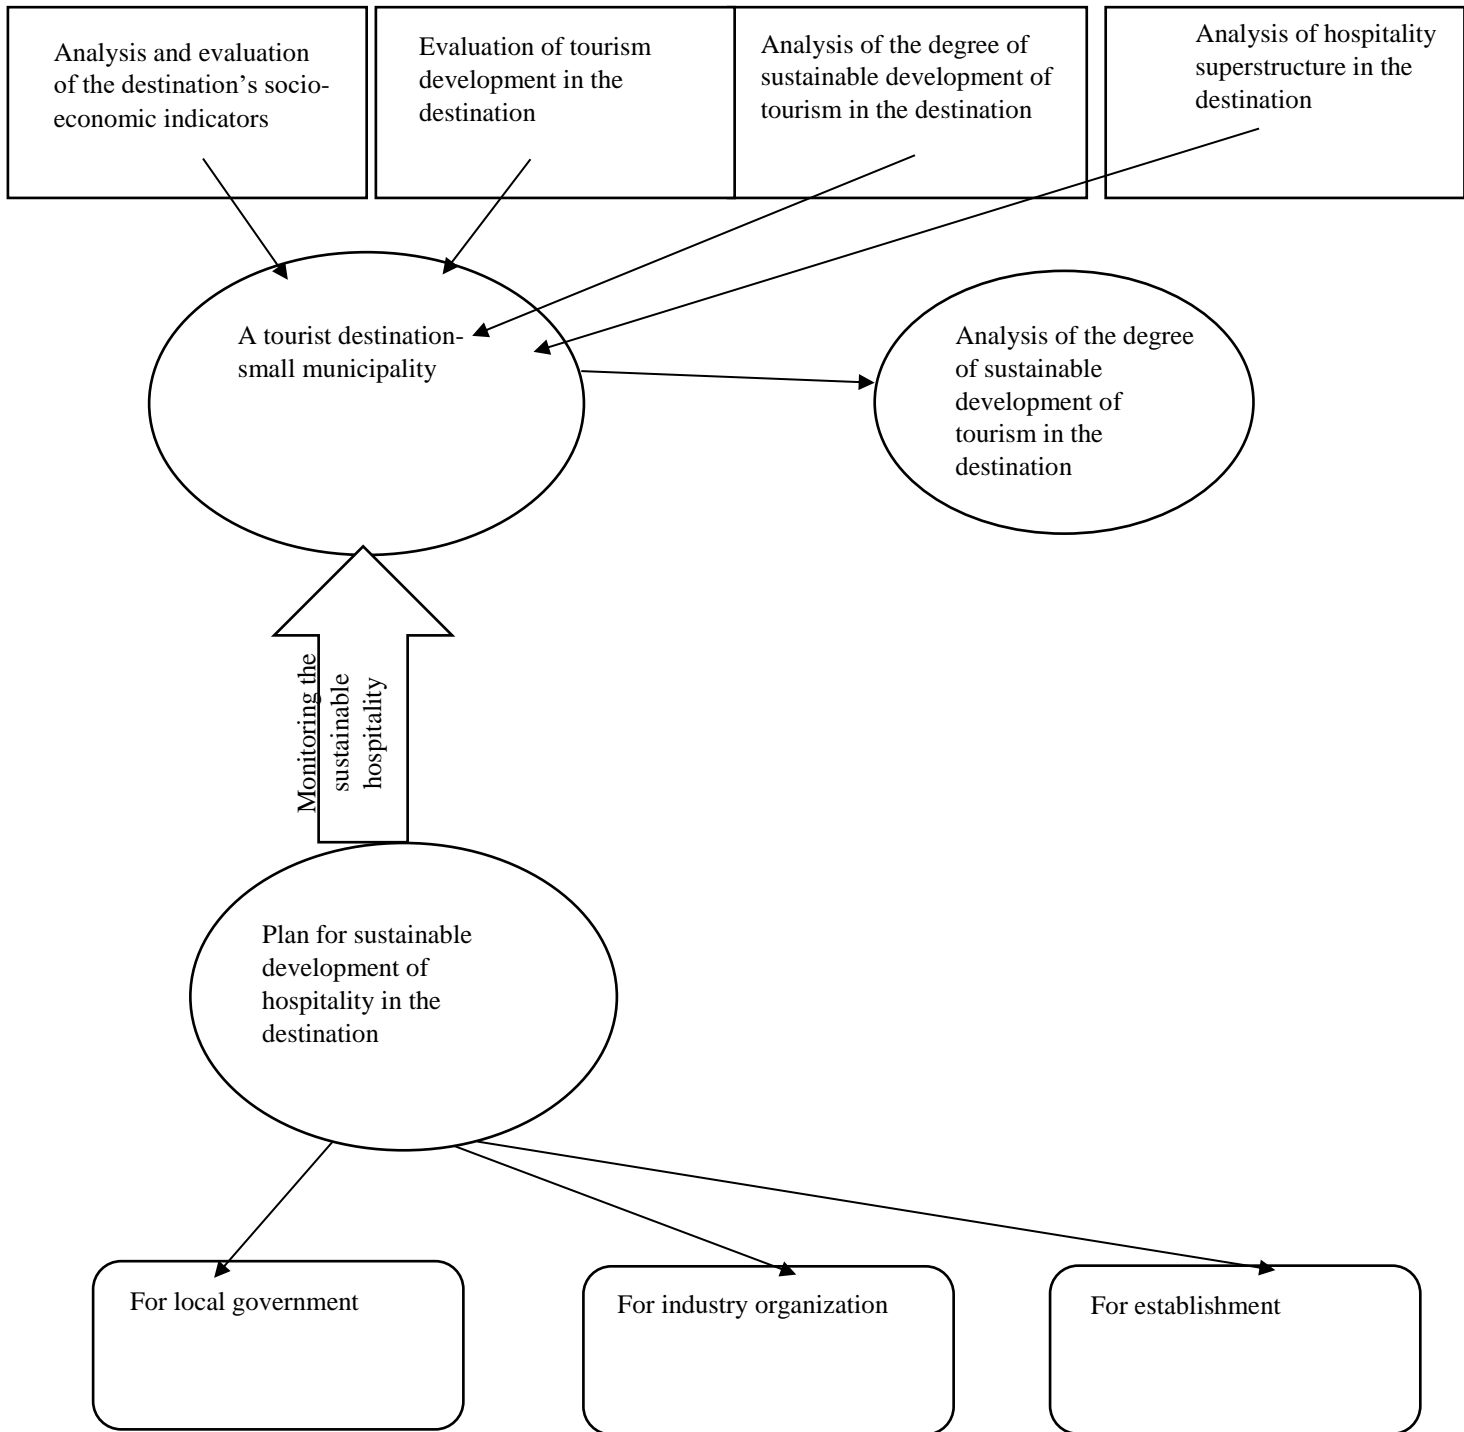 Analysis and evaluation
of the destination’s socio-
economic indicators
Evaluation of tourism
development in the
destination
Analysis of the degree of
sustainable development of
tourism in the destination
Analysis of hospitality
superstructure in the
destination
A tourist destination-
small municipality
Analysis of the degree
of sustainable
development of
tourism in the
destination
Monitoring the
sustainable
hospitality
Plan for sustainable
development of
hospitality in the
destination
For local government
For industry organization
For establishment